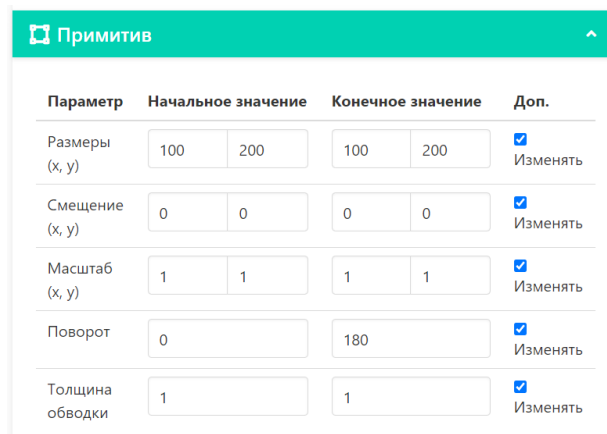 Примитив
Параметр Начальное значение Конечное значение Доп.
Размеры (x, y) 100 200 100 200 Изменять
Смещение (x, y) 0 0 0 0 Изменять
Масштаб (x, y) 1 1 1 1 Изменять
Поворот 0 180 Изменять
Толщина обводки 1 1 Изменять